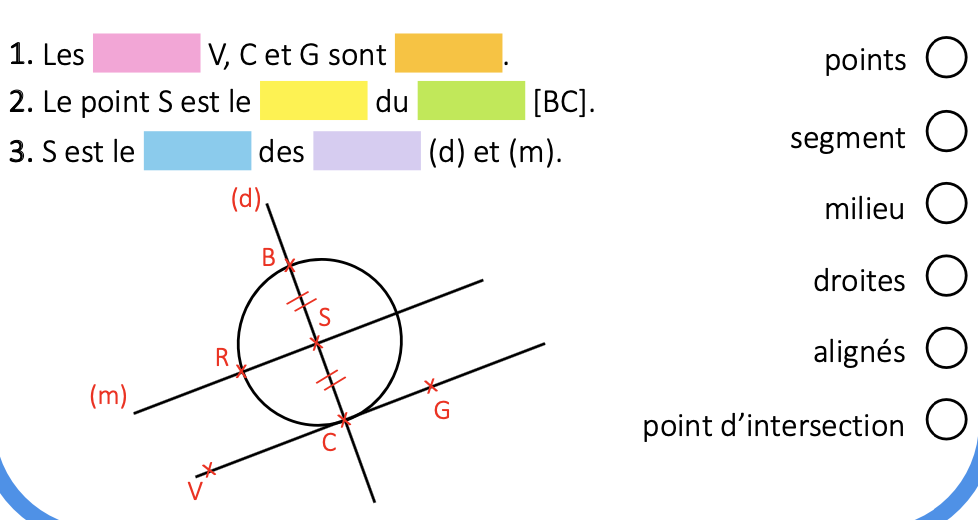 1. Les V, C et G sont .
2. Le point S est le du [BC].
3. S est le des (d) et (m).
points
segment
milieu
droites
alignés
point d’intersection
(d)
B
S
R
(m)
G
C
V